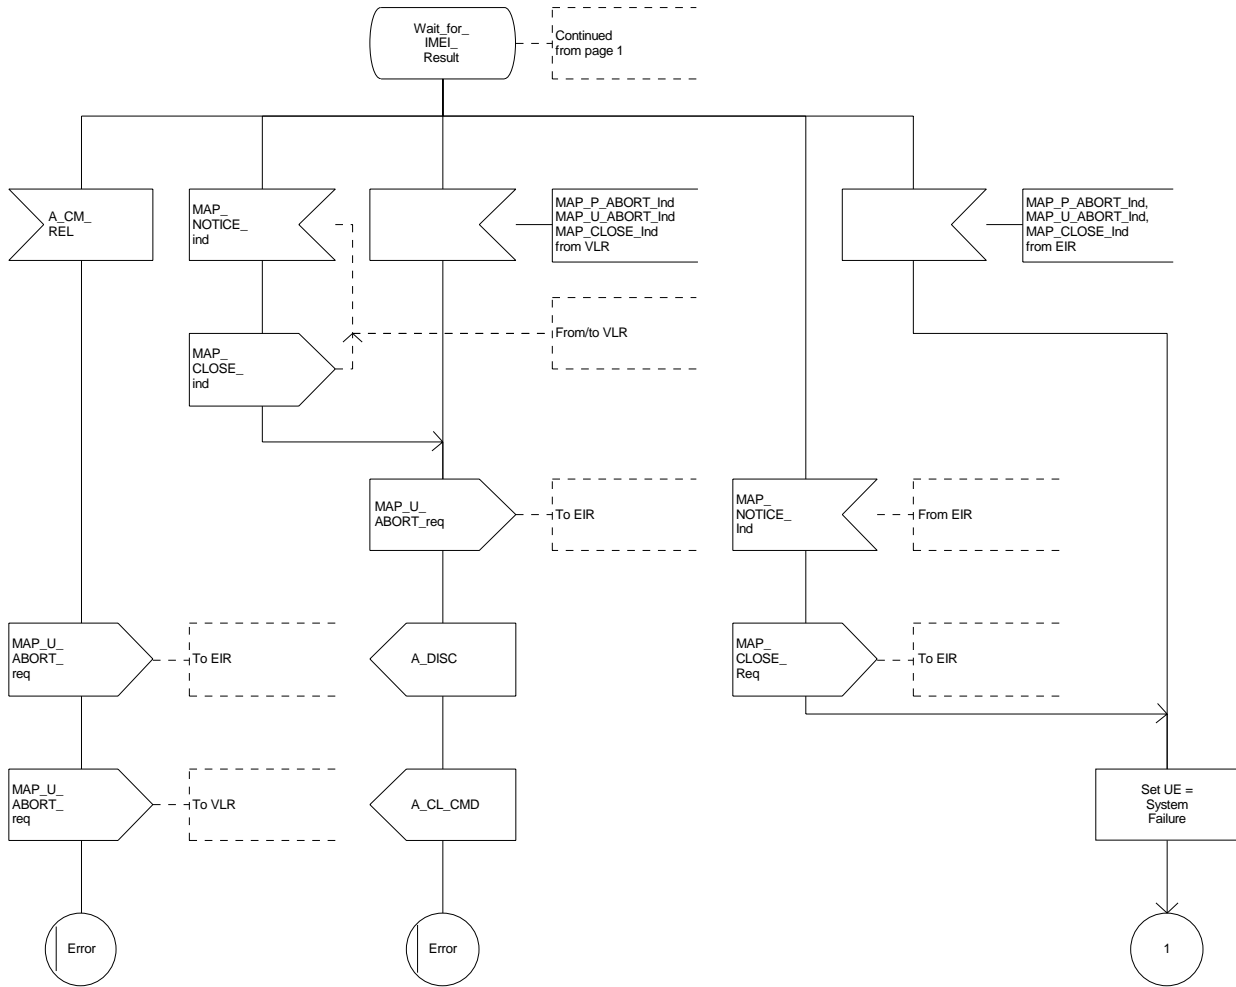 Wait_for_
IMEI_
Result
Continued
from page 1
A_CM_
REL
MAP_
NOTICE_
ind
MAP_P_ABORT_Ind
MAP_U_ABORT_Ind
MAP_CLOSE_Ind
from VLR
MAP_P_ABORT_Ind,
MAP_U_ABORT_Ind,
MAP_CLOSE_Ind
from EIR
MAP_
CLOSE_
ind
From/to VLR
MAP_U_
ABORT_req
To EIR
MAP_
NOTICE_
Ind
From EIR
MAP_U_
ABORT_
req
To EIR
A_DISC
MAP_
CLOSE_
Req
To EIR
MAP_U_
ABORT_
req
To VLR
A_CL_CMD
Set UE =
System
Failure
Error
Error
1